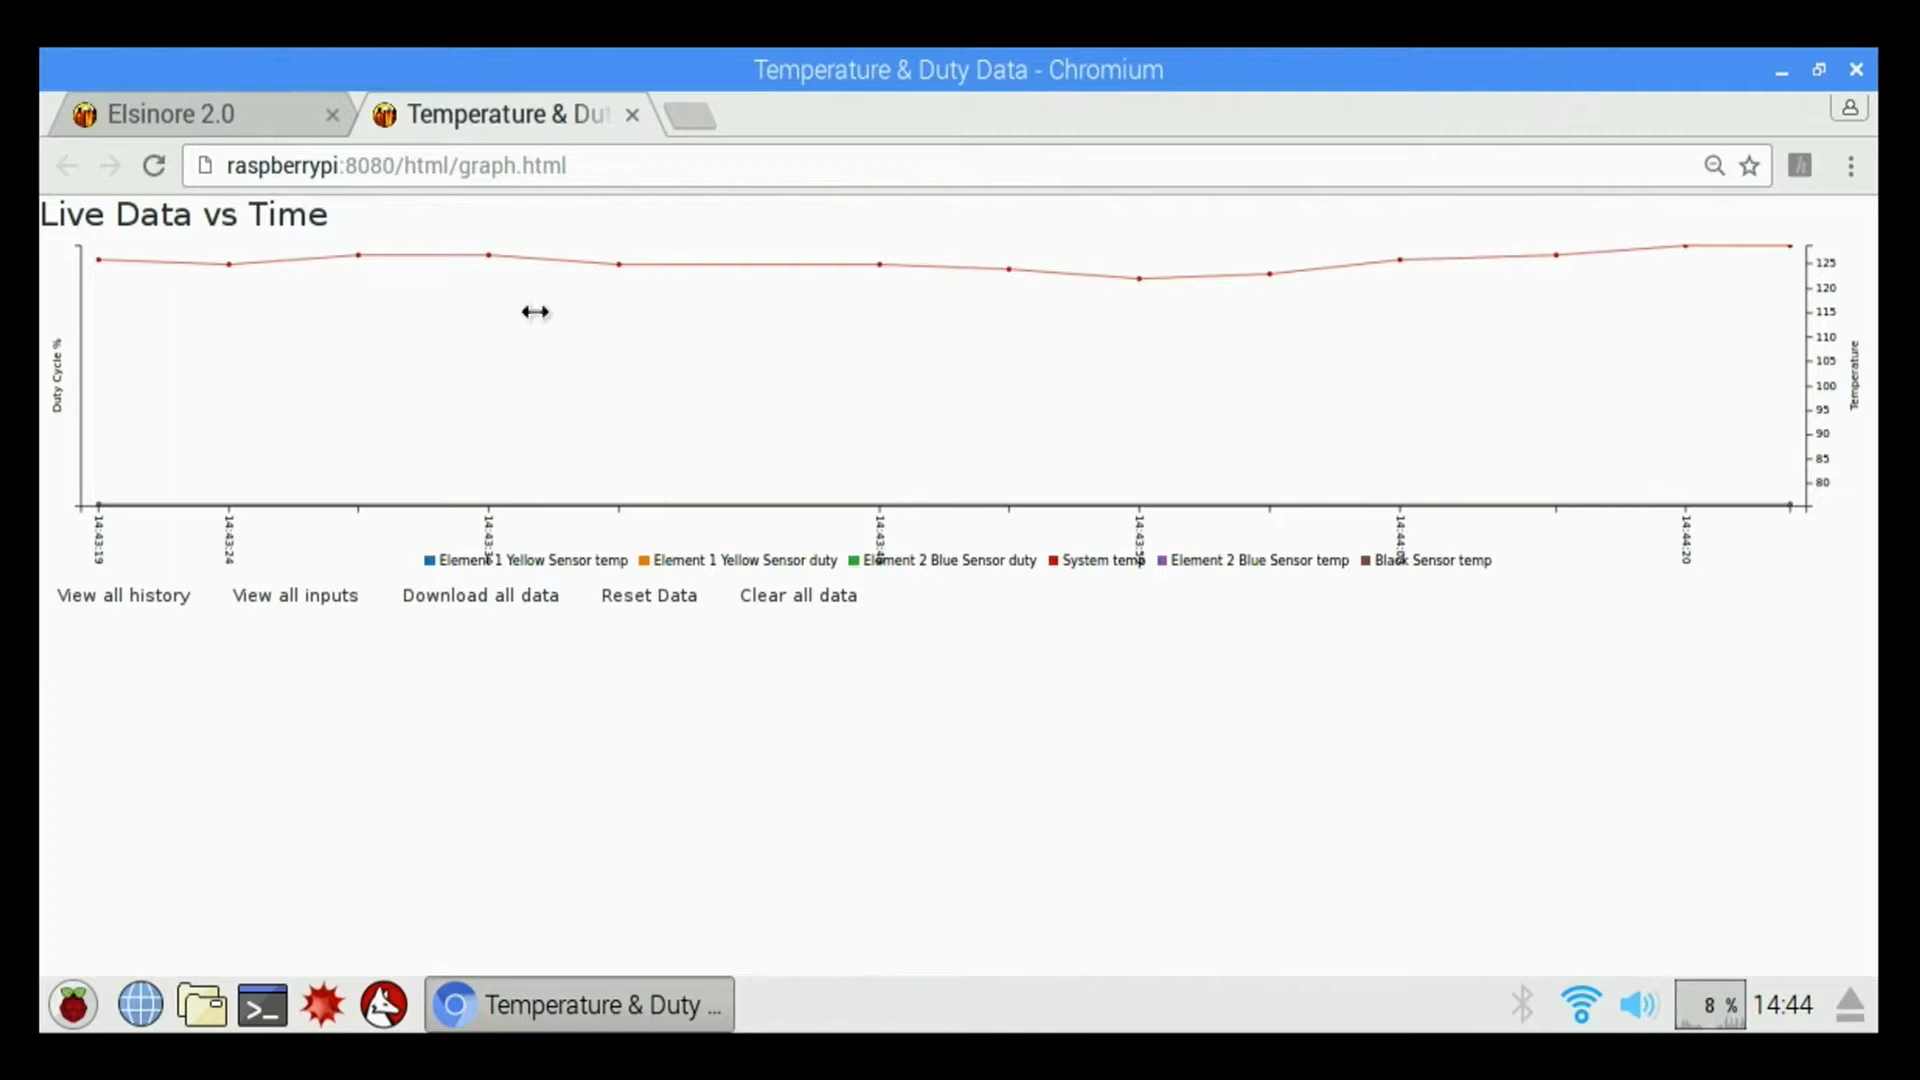 Temperature & Duty Data - Chromium
Elsinore 2.0
Temperature & Du
raspberrypi:8080/html/graph.html
Live Data vs Time
Duty Cycle %
125
120
115
110
105
100
95
90
85
80
Temperature
14:43:19
14:43:24
14:44:20
Element 1 Yellow Sensor temp
Element 1 Yellow Sensor duty
Element 2 Blue Sensor duty
System temp
Element 2 Blue Sensor temp
Black Sensor temp
View all history
View all inputs
Download all data
Reset Data
Clear all data
Temperature & Duty ...
8 %
14:44